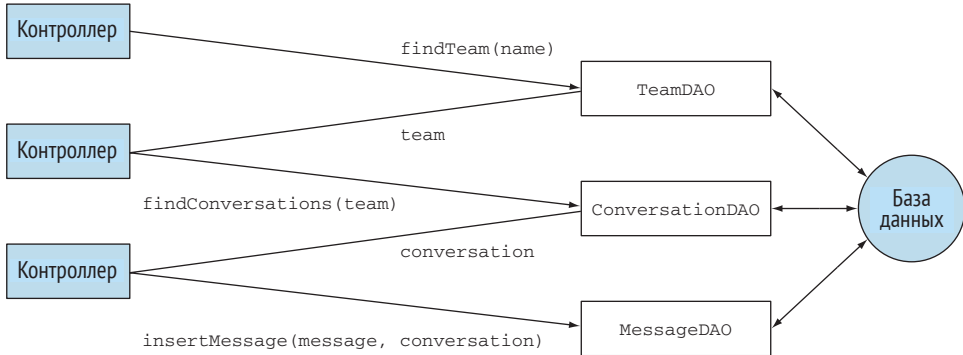 Контроллер
findTeam(name)
TeamDAO
team
Контроллер
findConversations(team)
ConversationDAO
База
данных
conversation
Контроллер
insertMessage(message, conversation)
MessageDAO